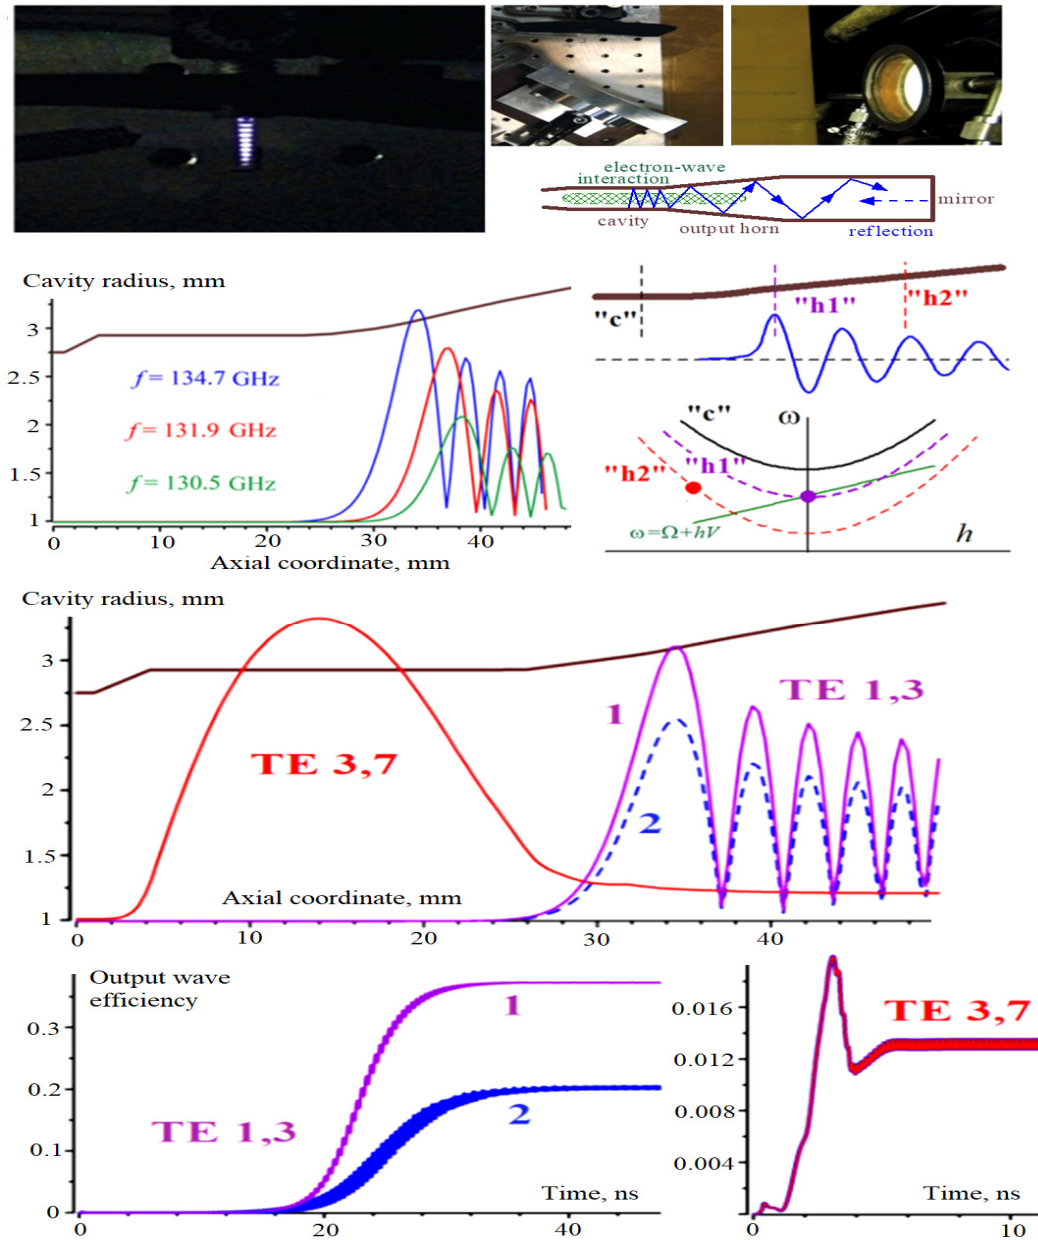 electron-wave
interaction
cavity
output horn
mirror
reflection
Cavity radius, mm
3
2.5
2
1.5
1
f = 134.7 GHz
f = 131.9 GHz
f = 130.5 GHz
0
10
20
30
40
Axial coordinate, mm
"c"
"h1"
"h2"
"c"
ω
"h2"
"h1"
ω=Ω+hV
h
Cavity radius, mm
3
2.5
2
1.5
1
TE 3,7
1
TE 1,3
2
Axial coordinate, mm
0
10
20
30
40
Output wave
efficiency
0.3
0.2
0.1
0
1
2
TE 1,3
Time, ns
0
20
40
0.016
0.012
0.008
0.004
TE 3,7
Time, ns
0
10